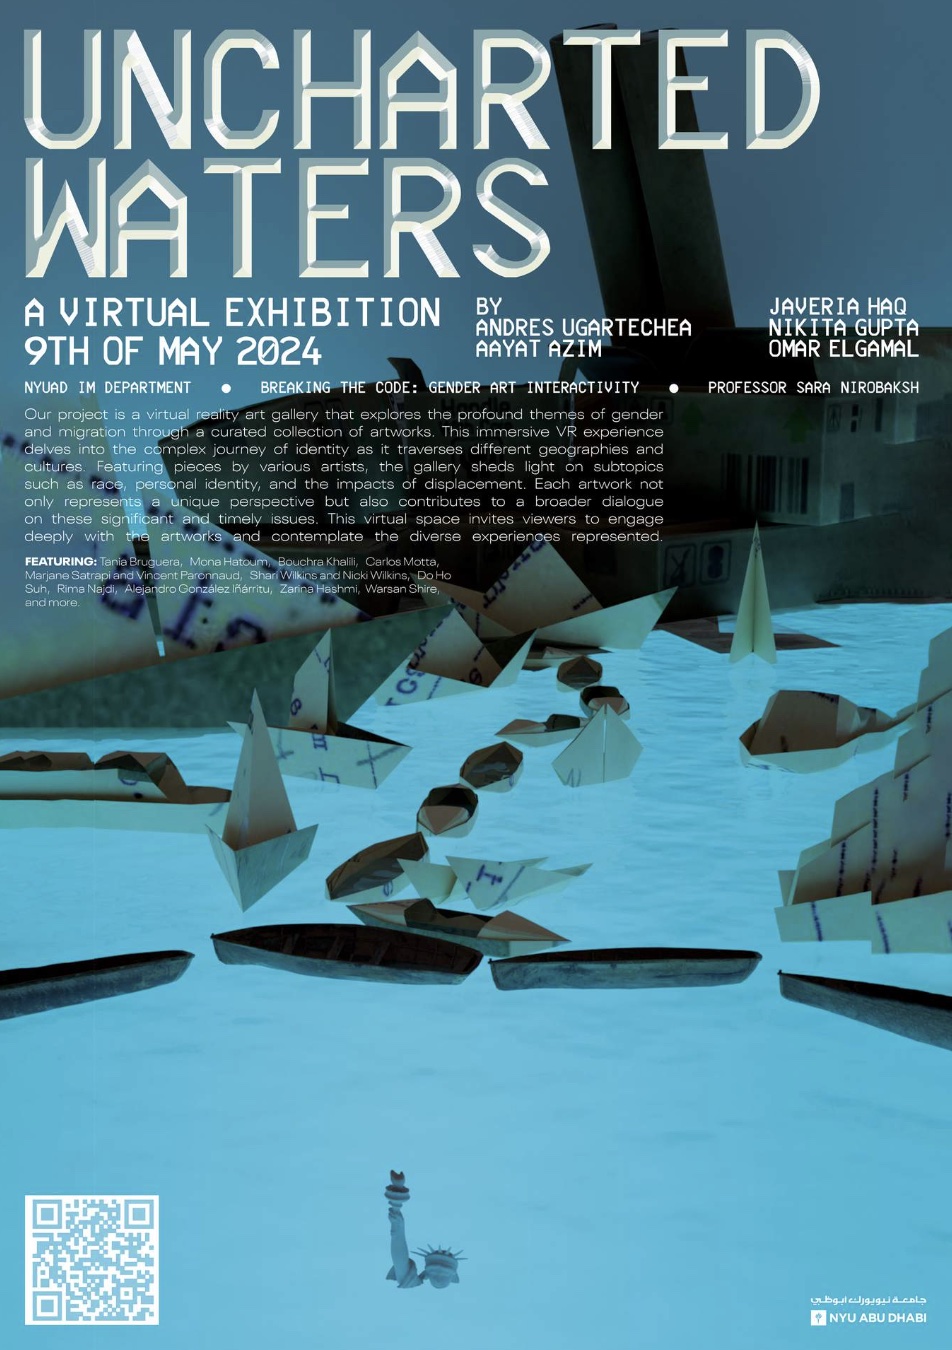 UNCHARTED
WATERS
A VIRTUAL EXHIBITION
9TH OF MAY 2024
BY
ANDRES UGARTECHEA
AAYAT AZIM
JAVERIA HAQ
NIKITA GUPTA
OMAR ELGAMAL
NYUAD IM DEPARTMENT ● BREAKING THE CODE: GENDER ART INTERACTIVITY ● PROFESSOR SARA NIROBAKSH
Our project is a virtual reality art gallery that explores the profound themes of gender
and migration through a curated collection of artworks. This immersive VR experience
delves into the complex journey of identity as it traverses different geographies and
cultures. Featuring pieces by various artists, the gallery sheds light on subtopics
such as race, personal identity, and the impacts of displacement. Each artwork not
only represents a unique perspective but also contributes to a broader dialogue
on these significant and timely issues. This virtual space invites viewers to engage
deeply with the artworks and contemplate the diverse experiences represented.
FEATURING: Tania Bruguera, Mona Hatoum, Bouchra Khalili, Carlos Motta,
Marjane Satrapi and Vincent Paronnaud, Shari Wilkins and Nicki Wilkins, Do Ho
Suh, Rima Najdi, Alejandro González Iñárritu, Zarina Hashmi, Warsan Shire,
and more.
جامعة نيويورك أبوظبي
NYU ABU DHABI